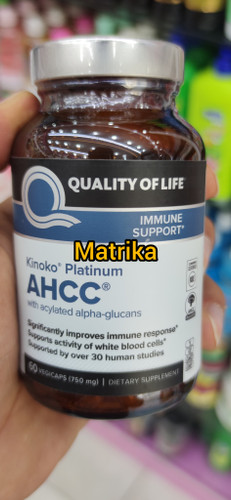 QUALITY OF LIFE
IMMUNE
SUPPORT*
Matrika
Kinoko® Platinum
AHCC®
with acylated alpha-glucans
Significantly improves immune response*
Supports activity of white blood cells*
Supported by over 30 human studies
60 VEGICAPS (750 mg) | DIETARY SUPPLEMENT